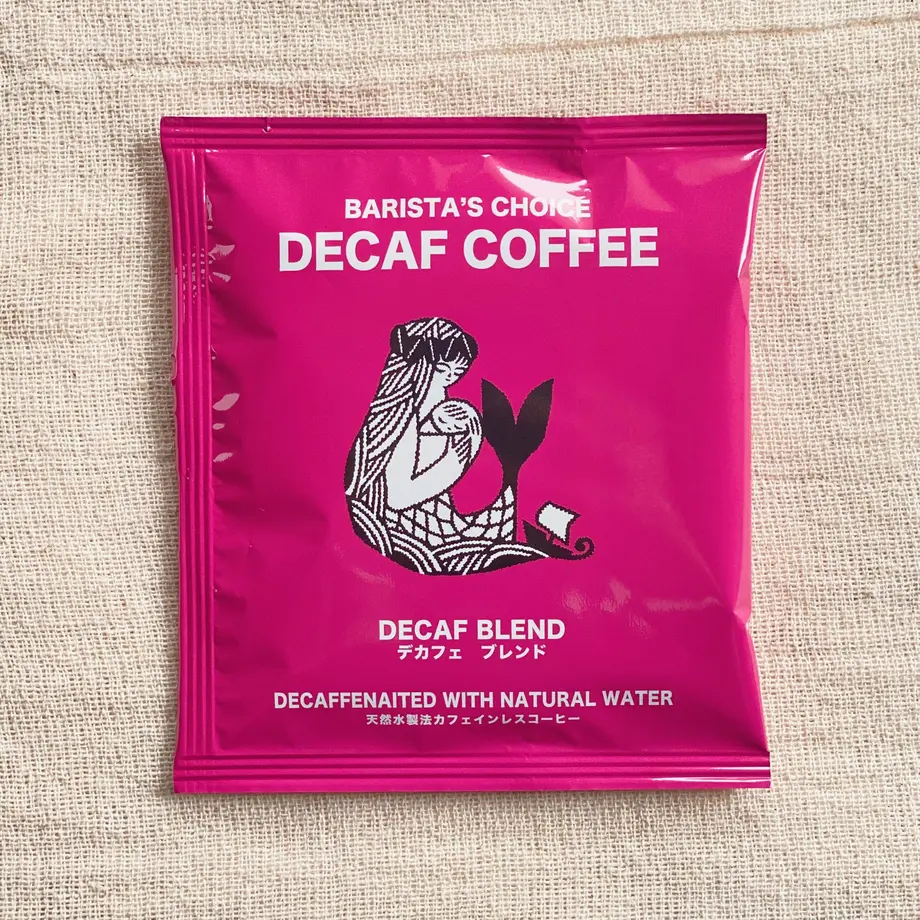 BARISTA'S CHOICE
DECAF COFFEE
DECAF BLEND
デカフェ ブレンド
DECAFFENAITED WITH NATURAL WATER
天然水製法カフェインレスコーヒー